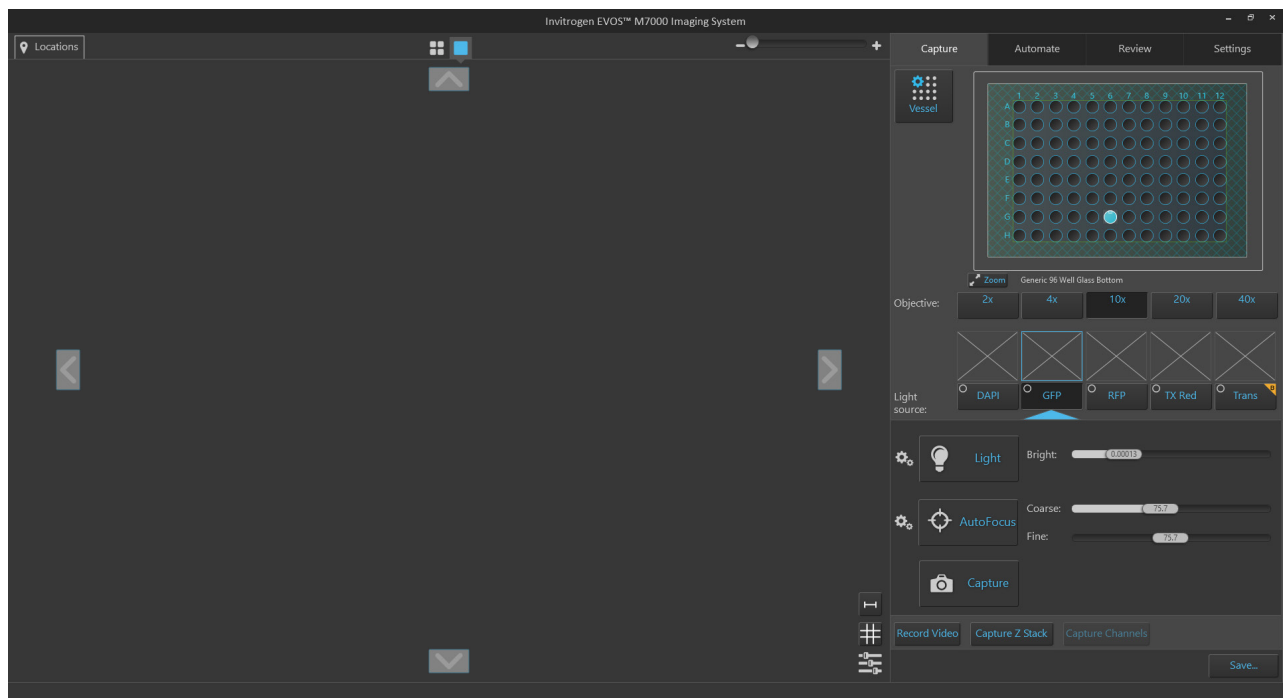 Invitrogen EVOS™ M7000 Imaging System
Locations
Capture Automate Review Settings
Vessel
1 2 3 4 5 6 7 8 9 10 11 12
A
B
C
D
E
F
G
H
Zoom Generic 96 Well Glass Bottom
Objective: 2x 4x 10x 20x 40x
Light source: DAPI GFP RFP TX Red Trans
Light Bright: 0.00013
AutoFocus Coarse: 75.7
Fine: 75.7
Capture
Record Video Capture Z Stack Capture Channels
Save...